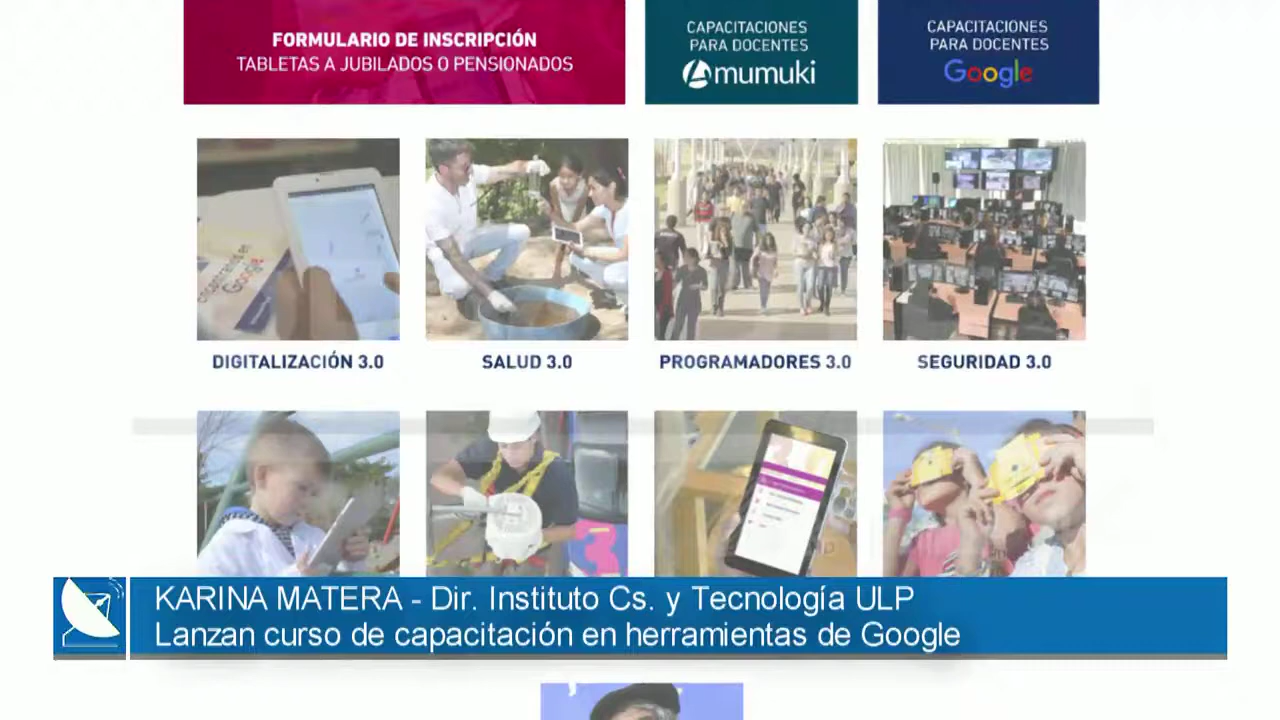 FORMULARIO DE INSCRIPCIÓN
TABLETAS A JUBILADOS O PENSIONADOS
CAPACITACIONES
PARA DOCENTES
mumuki
CAPACITACIONES
PARA DOCENTES
Google
Google
DIGITALIZACIÓN 3.0
SALUD 3.0
PROGRAMADORES 3.0
SEGURIDAD 3.0
KARINA MATERA - Dir. Instituto Cs. y Tecnología ULP
Lanzan curso de capacitación en herramientas de Google